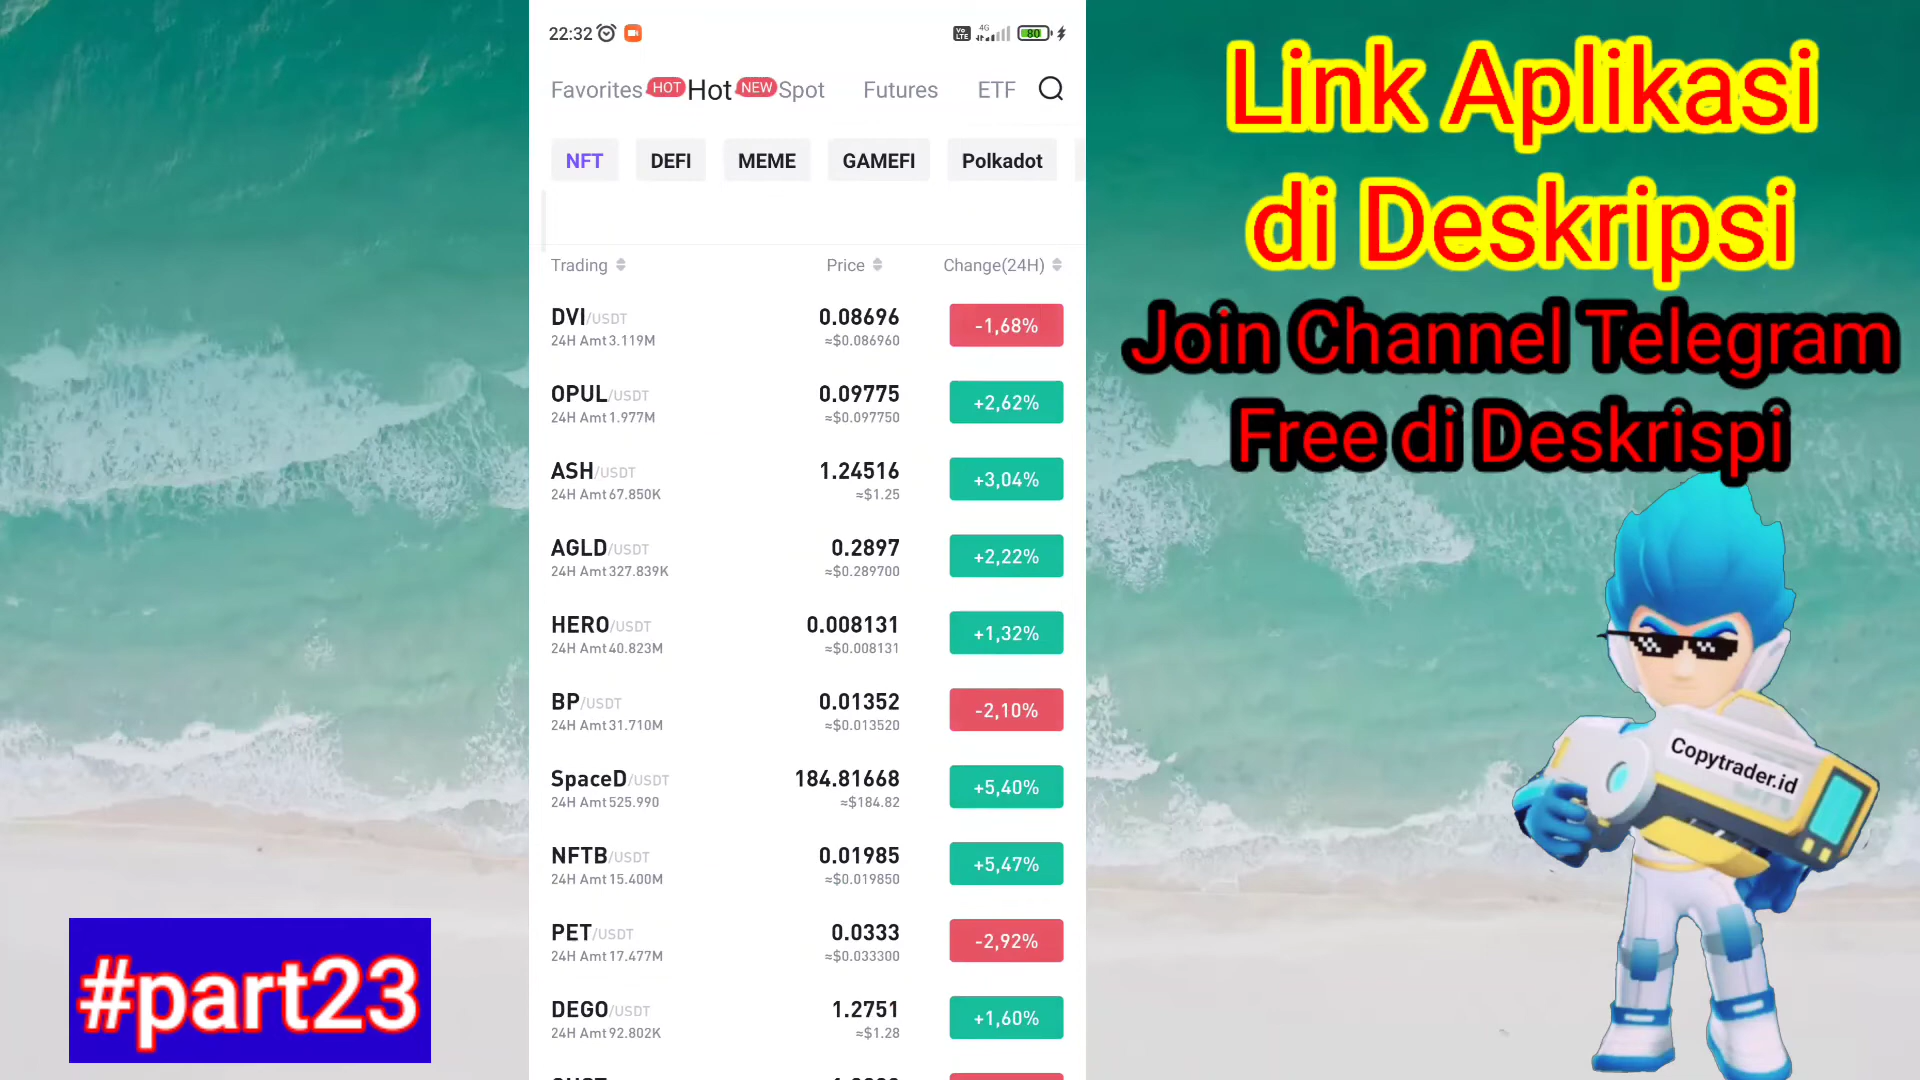 22:32
Vo LTE 4G 80
Favorites HOT Hot NEW Spot Futures ETF
NFT DEFI MEME GAMEFI Polkadot
Trading Price Change(24H)
DVI/USDT 0.08696 -1,68%
24H Amt 3.119M ≈$0.086960
OPUL/USDT 0.09775 +2,62%
24H Amt 1.977M ≈$0.097750
ASH/USDT 1.24516 +3,04%
24H Amt 67.850K ≈$1.25
AGLD/USDT 0.2897 +2,22%
24H Amt 327.839K ≈$0.289700
HERO/USDT 0.008131 +1,32%
24H Amt 40.823M ≈$0.008131
BP/USDT 0.01352 -2,10%
24H Amt 31.710M ≈$0.013520
SpaceD/USDT 184.81668 +5,40%
24H Amt 525.990 ≈$184.82
NFTB/USDT 0.01985 +5,47%
24H Amt 15.400M ≈$0.019850
PET/USDT 0.0333 -2,92%
24H Amt 17.477M ≈$0.033300
DEGO/USDT 1.2751 +1,60%
24H Amt 92.802K ≈$1.28
Link Aplikasi
di Deskripsi
Join Channel Telegram
Free di Deskrispi
Copytrader.id
#part23